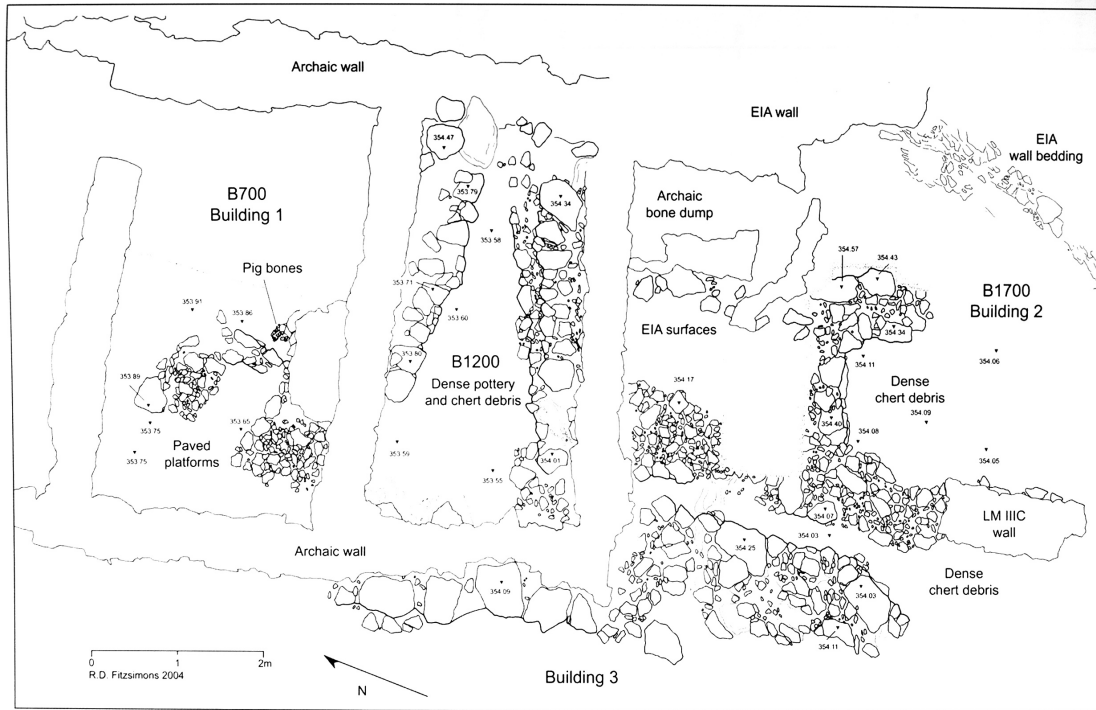 Archaic wall
EIA wall
EIA
wall bedding
354.47
353.79
354.34
353.58
B700
Building 1
Archaic
bone dump
Pig bones
354.57
354.43
B1700
Building 2
353.71
353.91
353.86
353.60
EIA surfaces
354.34
354.11
354.06
353.80
B1200
Dense pottery
and chert debris
353.89
354.17
Dense
chert debris
354.09
353.75
353.65
354.40
354.08
Paved
platforms
353.75
354.01
353.55
354.05
354.07
LM IIIC
wall
Archaic wall
354.03
354.25
Dense
chert debris
354.09
354.03
354.11
0 1 2m
R.D. Fitzsimons 2004
N
Building 3